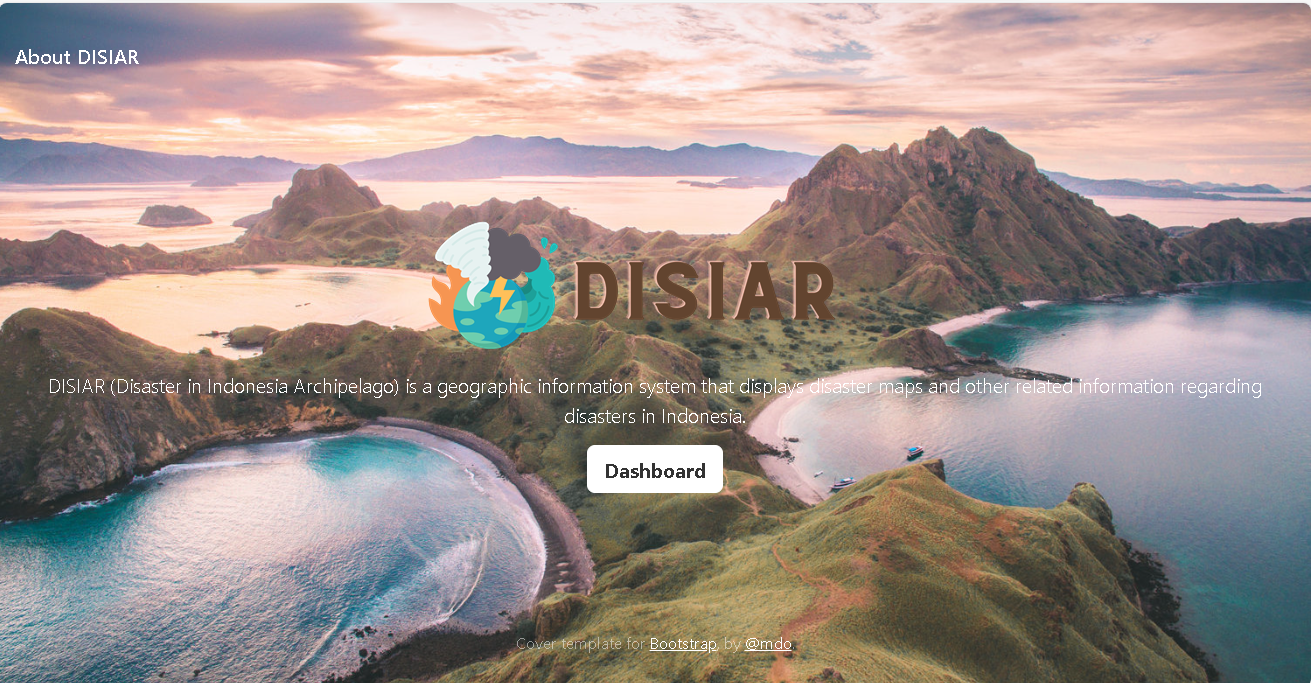 About DISIAR
DISIAR
DISIAR (Disaster in Indonesia Archipelago) is a geographic information system that displays disaster maps and other related information regarding
disasters in Indonesia.
Dashboard
Cover template for Bootstrap, by @mdo.